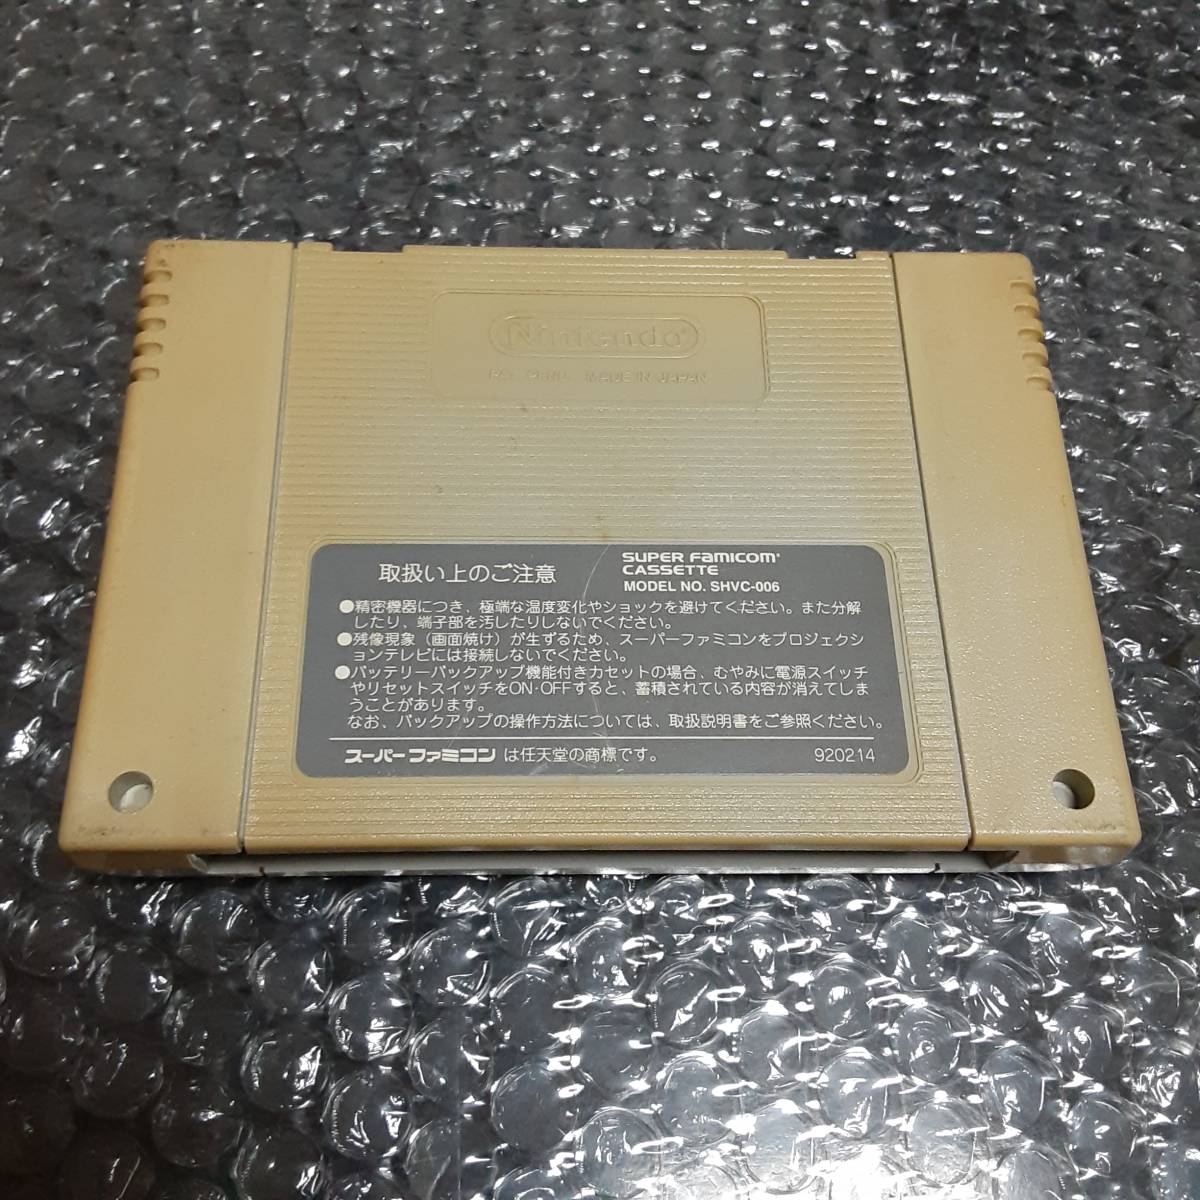 Nintendo®
PAT. PEND. MADE IN JAPAN
取扱い上のご注意
SUPER FAMICOM®
CASSETTE
MODEL NO. SHVC-006
●精密機器につき、極端な温度変化やショックを避けてください。また分解
したり、端子部を汚したりしないでください。
●残像現象（画面焼け）が生ずるため、スーパーファミコンをプロジェクシ
ョンテレビには接続しないでください。
●バッテリーバックアップ機能付きカセットの場合、むやみに電源スイッチ
やリセットスイッチをON・OFFすると、蓄積されている内容が消えてしま
うことがあります。
なお、バックアップの操作方法については、取扱説明書をご参照ください。
スーパーファミコン は任天堂の商標です。
920214